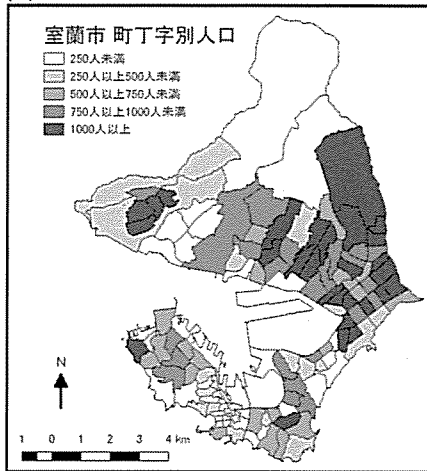 室蘭市 町丁字別人口
250人未満
250人以上500人未満
500人以上750人未満
750人以上1000人未満
1000人以上
N
1 0 1 2 3 4 km